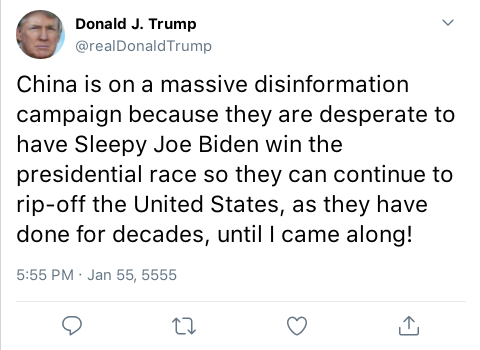 Donald J. Trump
@realDonaldTrump
China is on a massive disinformation
campaign because they are desperate to
have Sleepy Joe Biden win the
presidential race so they can continue to
rip-off the United States, as they have
done for decades, until I came along!
5:55 PM · Jan 55, 5555